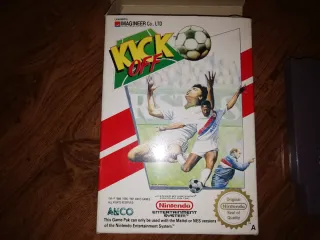 IMAGINEER Co., LTD
KICK
OFF
ANCO
Nintendo
ENTERTAINMENT
SYSTEM
Original
Nintendo
Seal of
Quality
This Game Pak can only be used with the Mattel or NES versions
of the Nintendo Entertainment System
A